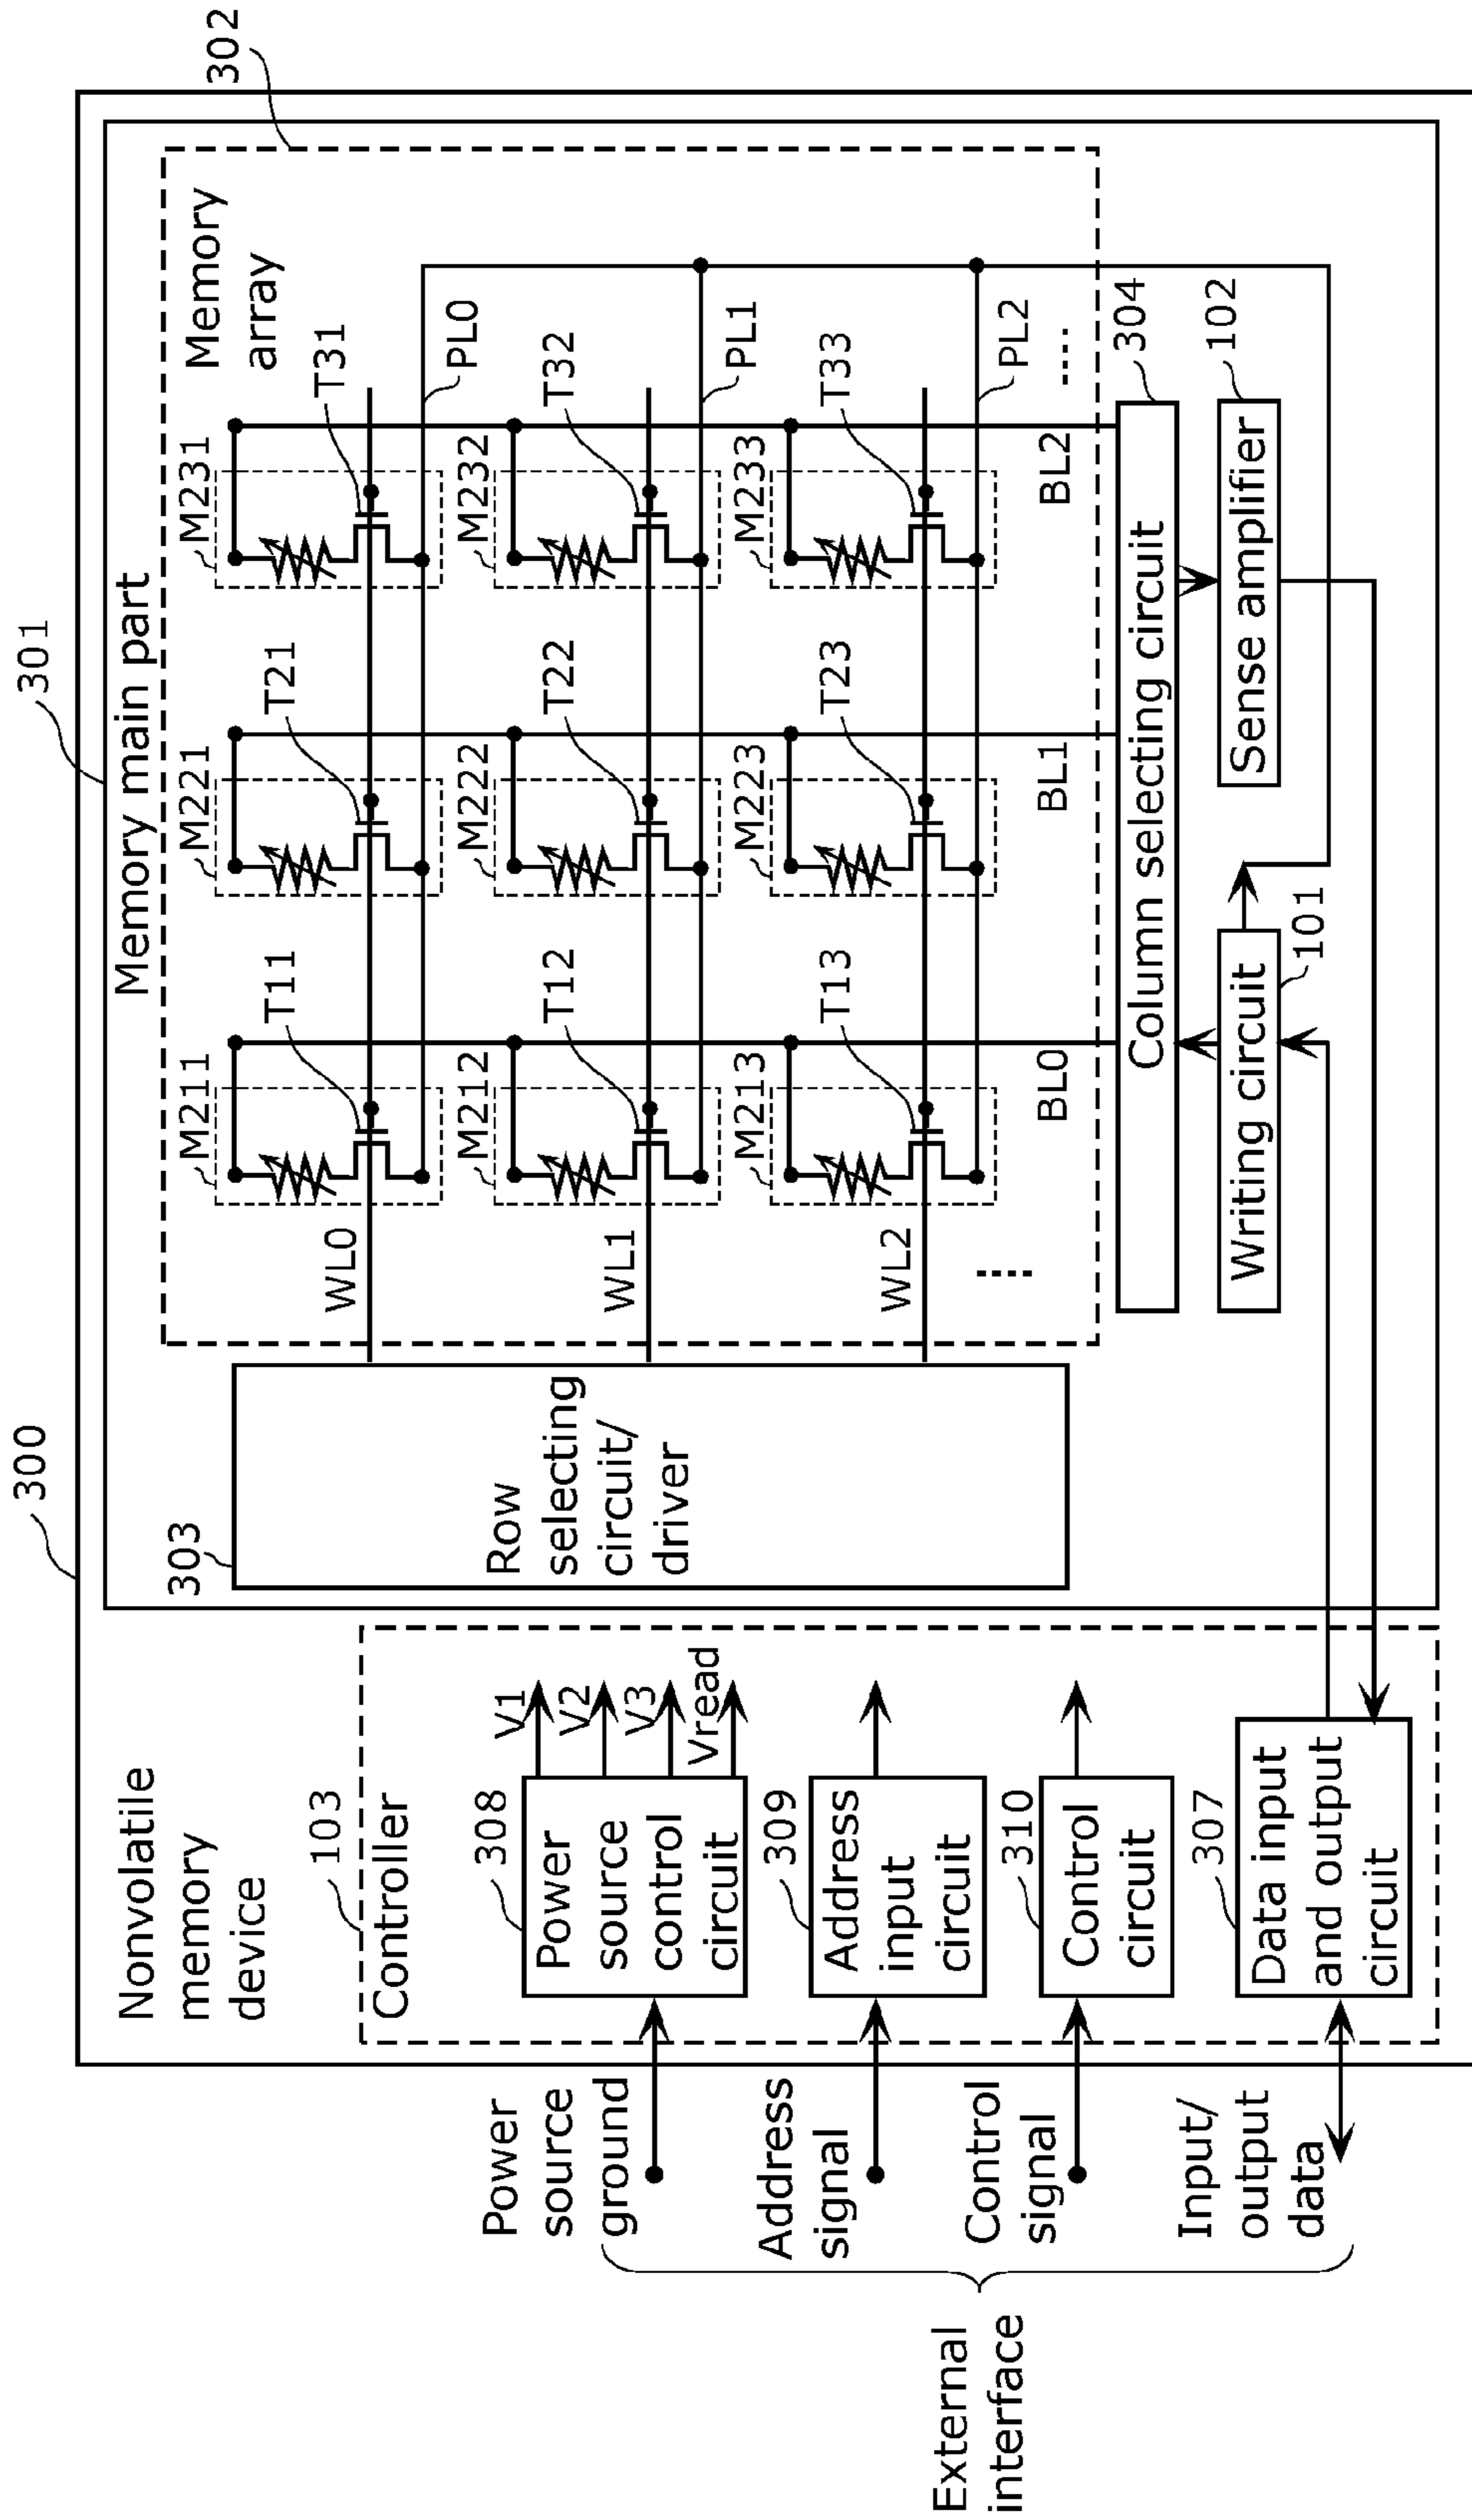 300
301
302
Nonvolatile
memory
device
Memory main part
Memory
array
103
Controller
303
Row
selecting
circuit/
driver
M211
M221
M231
T11
T21
T31
WL0
PL0
M212
M222
M232
T12
T22
T32
WL1
PL1
M213
M223
M233
T13
T23
T33
WL2
PL2
BL0
BL1
BL2
308
Power
source
control
circuit
V1
V2
V3
Vread
309
Address
input
circuit
310
Control
circuit
307
Data input
and output
circuit
304
Column selecting circuit
102
Sense amplifier
Writing circuit
101
Power
source
ground
Address
signal
Control
signal
Input/
output
data
External
interface